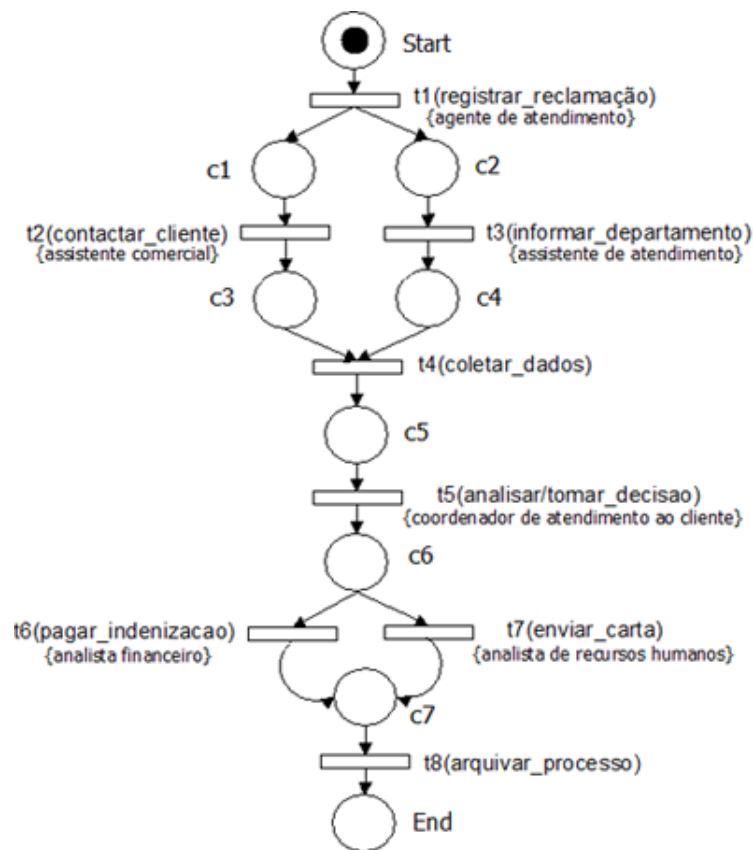 Start
t1(registrar_reclamação)
{agente de atendimento}
c1
c2
t2(contactar_cliente)
{assistente comercial}
t3(informar_departamento)
{assistente de atendimento}
c3
c4
t4(coletar_dados)
c5
t5(analisar/tomar_decisao)
{coordenador de atendimento ao cliente}
c6
t6(pagar_indenizacao)
{analista financeiro}
t7(enviar_carta)
{analista de recursos humanos}
c7
t8(arquivar_processo)
End